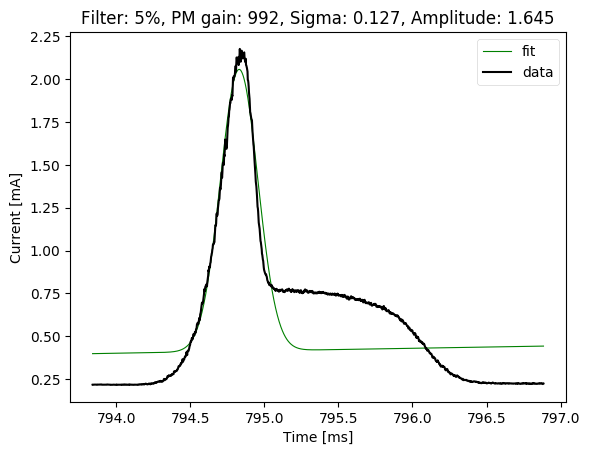 Filter: 5%, PM gain: 992, Sigma: 0.127, Amplitude: 1.645
fit
data
2.25
2.00
1.75
1.50
1.25
1.00
0.75
0.50
0.25
Current [mA]
794.0 794.5 795.0 795.5 796.0 796.5 797.0
Time [ms]